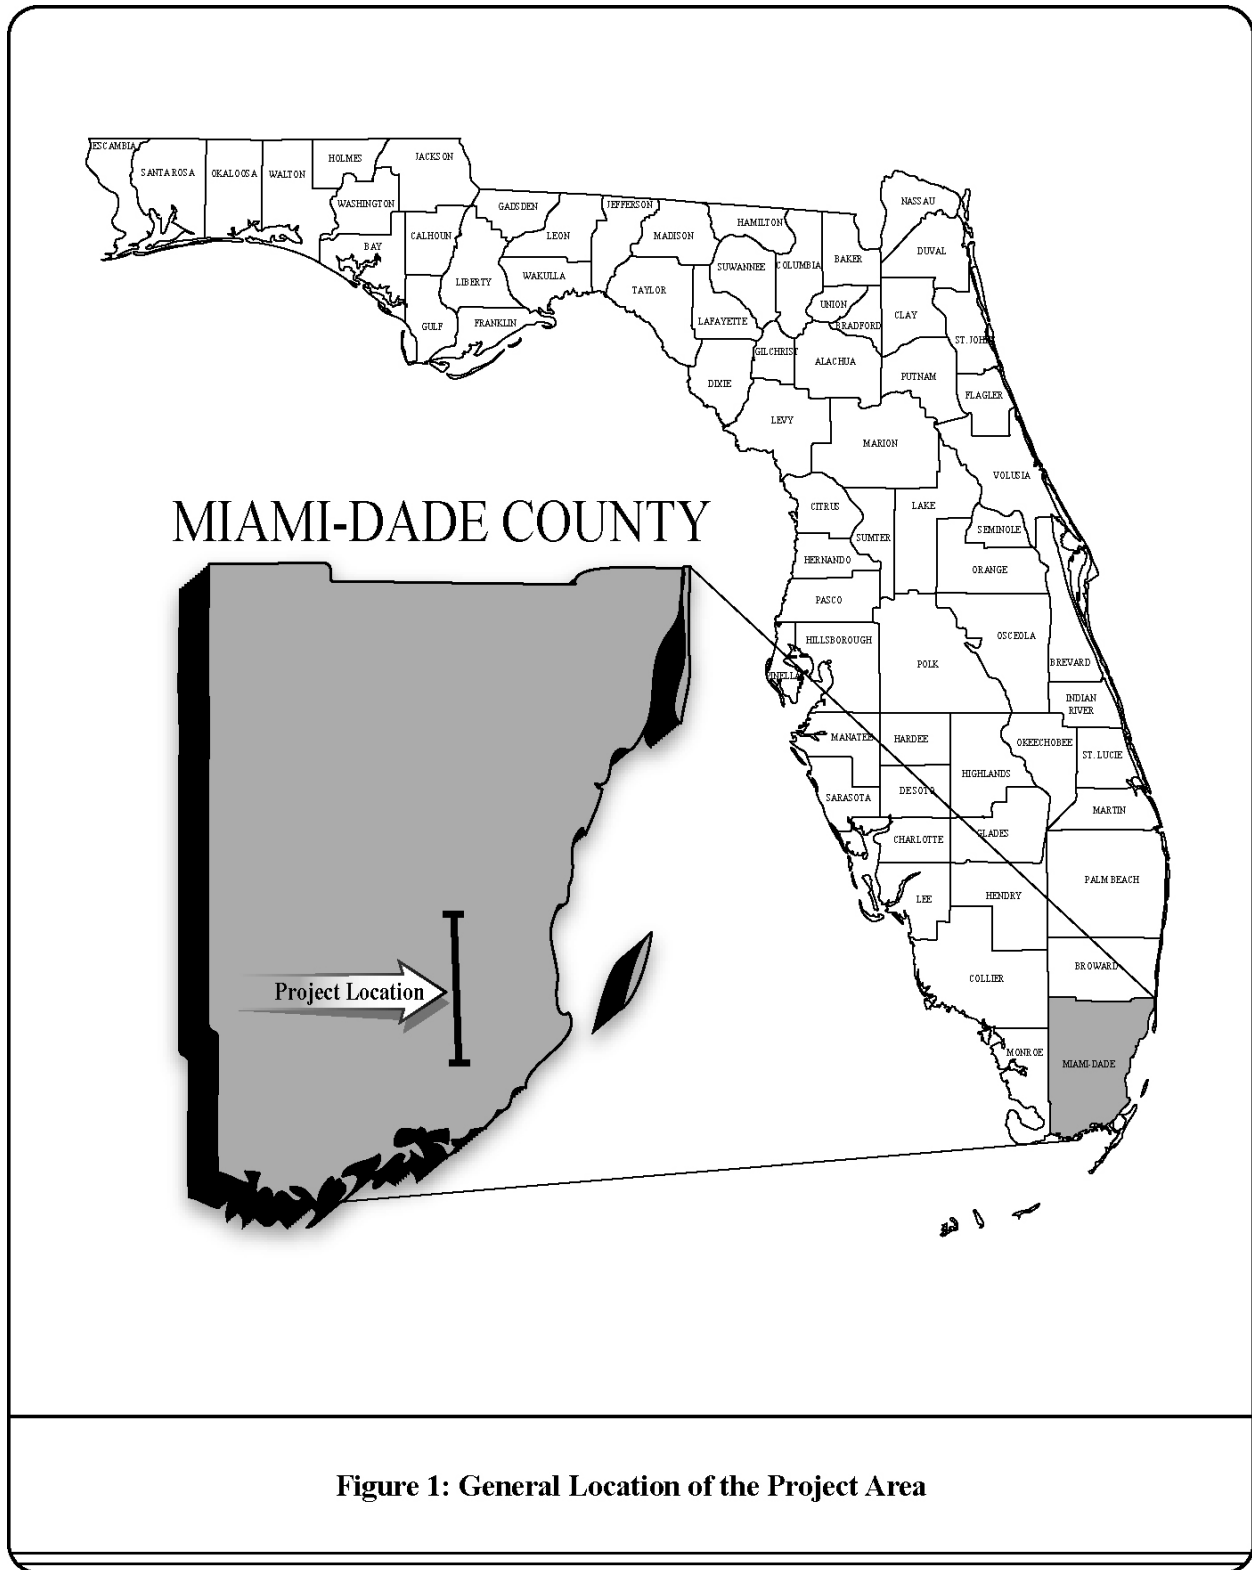 ESCAMBIA
SANTA ROSA
OKALOOSA
WALTON
HOLMES
JACKSON
WASHINGTON
BAY
CALHOUN
GADSDEN
LEON
LIBERTY
WAKULLA
GULF
FRANKLIN
JEFFERSON
MADISON
TAYLOR
HAMILTON
SUWANNEE
COLUMBIA
BAKER
NASSAU
DUVAL
LAFAYETTE
UNION
BRADFORD
CLAY
ST. JOHNS
GILCHRIST
DIXIE
ALACHUA
PUTNAM
FLAGLER
LEVY
MARION
VOLUSIA
CITRUS
SUMTER
LAKE
SEMINOLE
HERNANDO
ORANGE
PASCO
HILLSBOROUGH
PINELLAS
POLK
OSCEOLA
BREVARD
INDIAN
RIVER
MANATEE
HARDEE
OKEECHOBEE
ST. LUCIE
HIGHLANDS
SARASOTA
DESOTO
MARTIN
CHARLOTTE
GLADES
LEE
HENDRY
PALM BEACH
COLLIER
BROWARD
MONROE
MIAMI-DADE
MIAMI-DADE COUNTY
Project Location
Figure 1: General Location of the Project Area